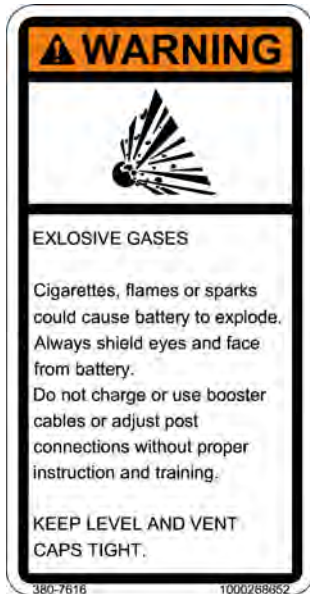 WARNING
EXLOSIVE GASES
Cigarettes, flames or sparks
could cause battery to explode.
Always shield eyes and face
from battery.
Do not charge or use booster
cables or adjust post
connections without proper
instruction and training.
KEEP LEVEL AND VENT
CAPS TIGHT.
380-7616 1000268652